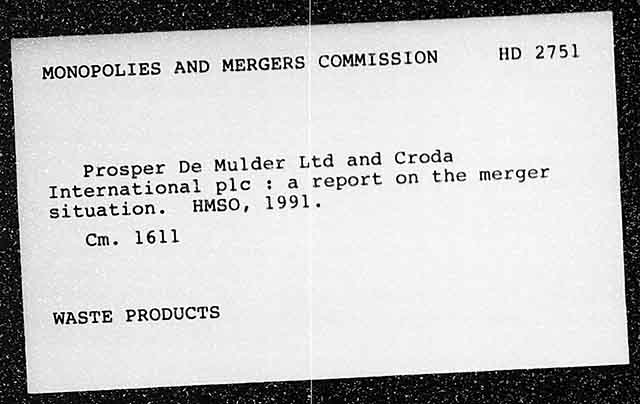 MONOPOLIES AND MERGERS COMMISSION HD 2751
Prosper De Mulder Ltd and Croda
International plc : a report on the merger
situation. HMSO, 1991.
Cm. 1611
WASTE PRODUCTS